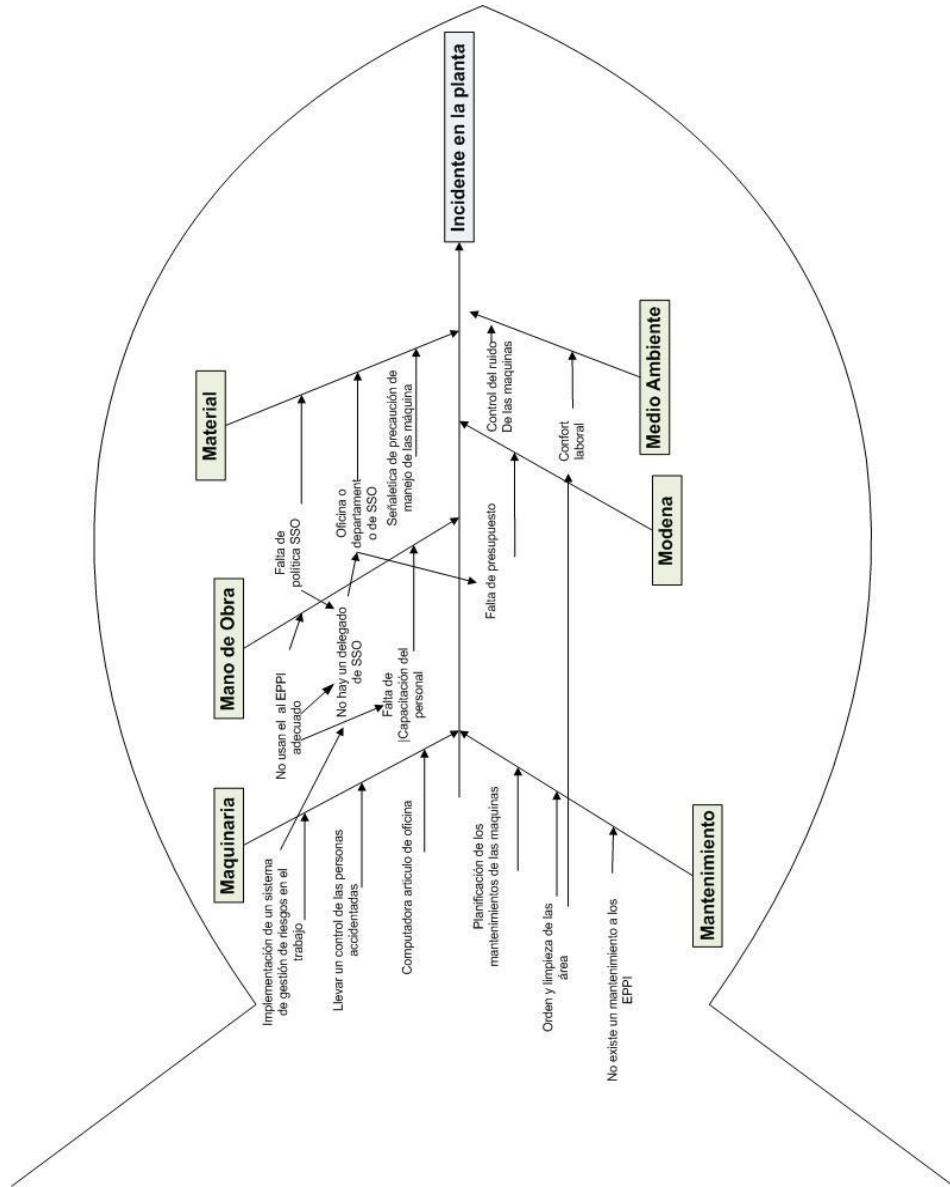 Maquinaria
Mano de Obra
Material
Implementación de un sistema
de gestión de riesgos en el
trabajo
Llevar un control de las personas
accidentadas
Computadora articulo de oficina
No usan el al EPPI
adecuado
No hay un delegado
de SSO
Falta de
|Capacitación del
personal
Falta de
política SSO
Oficina o
departament
o de SSO
Señaletica de precaución de
manejo de las máquina
Incidente en la planta
Planificación de los
mantenimientos de las maquinas
Orden y limpieza de las
área
No existe un mantenimiento a los
EPPI
Falta de presupuesto
Control del ruido
De las maquinas
Confort
laboral
Mantenimiento
Modena
Medio Ambiente